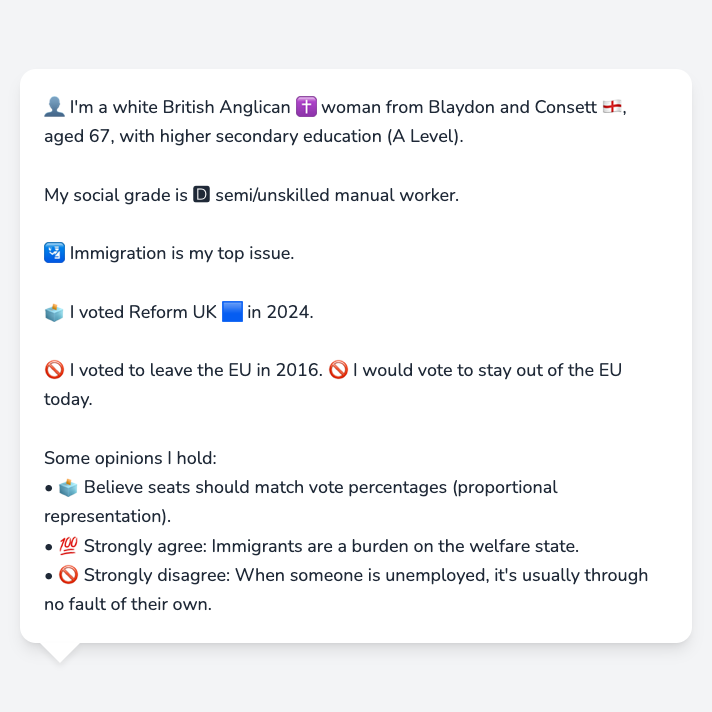 👤 I'm a white British Anglican ✝️ woman from Blaydon and Consett 🏴󠁧󠁢󠁥󠁮󠁧󠁿,
aged 67, with higher secondary education (A Level).
My social grade is 🅳 semi/unskilled manual worker.
🛂 Immigration is my top issue.
🗳️ I voted Reform UK 🟦 in 2024.
🚫 I voted to leave the EU in 2016. 🚫 I would vote to stay out of the EU
today.
Some opinions I hold:
• 🗳️ Believe seats should match vote percentages (proportional
representation).
• 💯 Strongly agree: Immigrants are a burden on the welfare state.
• 🚫 Strongly disagree: When someone is unemployed, it's usually through
no fault of their own.